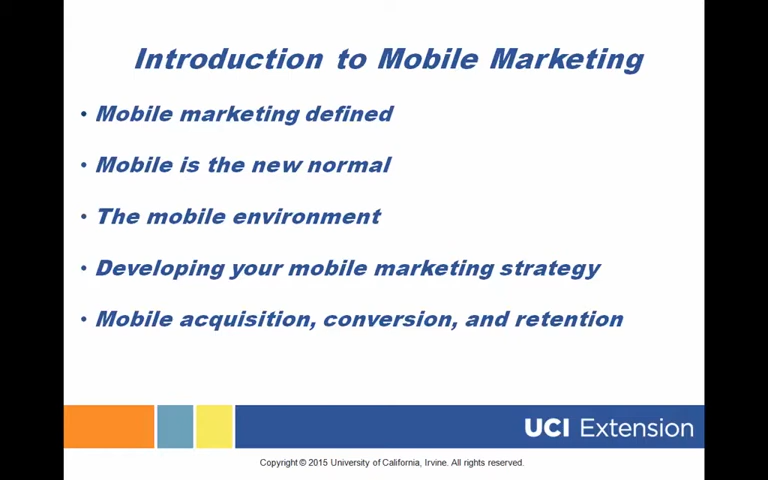 Introduction to Mobile Marketing
• Mobile marketing defined
• Mobile is the new normal
• The mobile environment
• Developing your mobile marketing strategy
• Mobile acquisition, conversion, and retention
UCI Extension
Copyright © 2015 University of California, Irvine. All rights reserved.